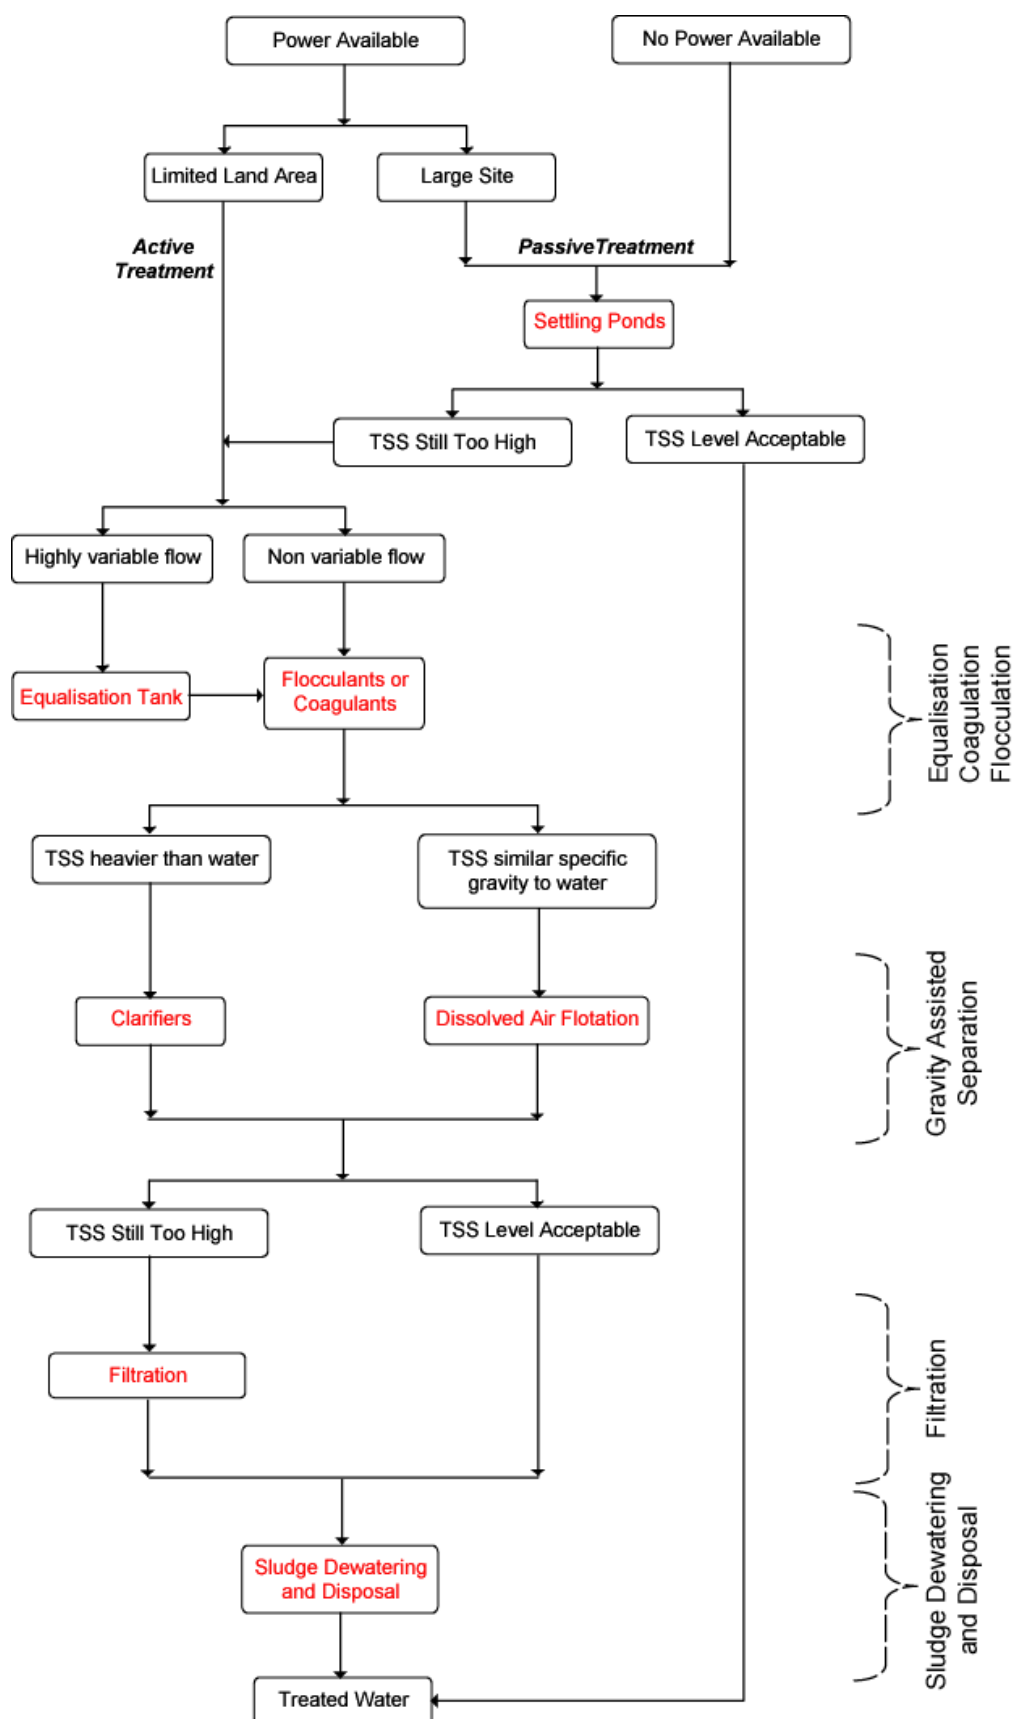 Power Available
No Power Available
Limited Land Area
Large Site
Active
Treatment
PassiveTreatment
Settling Ponds
TSS Still Too High
TSS Level Acceptable
Highly variable flow
Non variable flow
Equalisation Tank
Flocculants or
Coagulants
Equalisation
Coagulation
Flocculation
TSS heavier than water
TSS similar specific
gravity to water
Clarifiers
Dissolved Air Flotation
Gravity Assisted
Separation
TSS Still Too High
TSS Level Acceptable
Filtration
Filtration
Sludge Dewatering
and Disposal
Sludge Dewatering
and Disposal
Treated Water